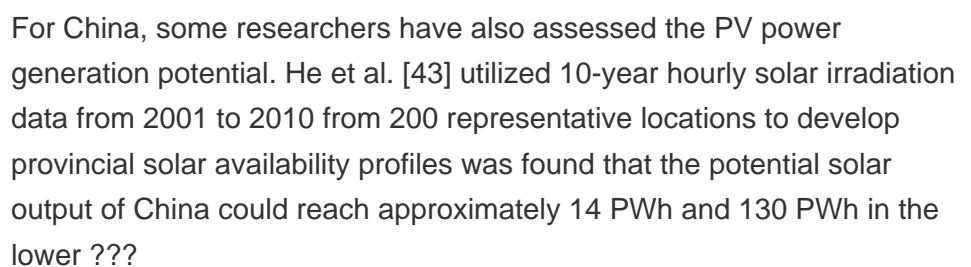 For China, some researchers have also assessed the PV power
generation potential. He et al. [43] utilized 10-year hourly solar irradiation
data from 2001 to 2010 from 200 representative locations to develop
provincial solar availability profiles was found that the potential solar
output of China could reach approximately 14 PWh and 130 PWh in the
lower ???